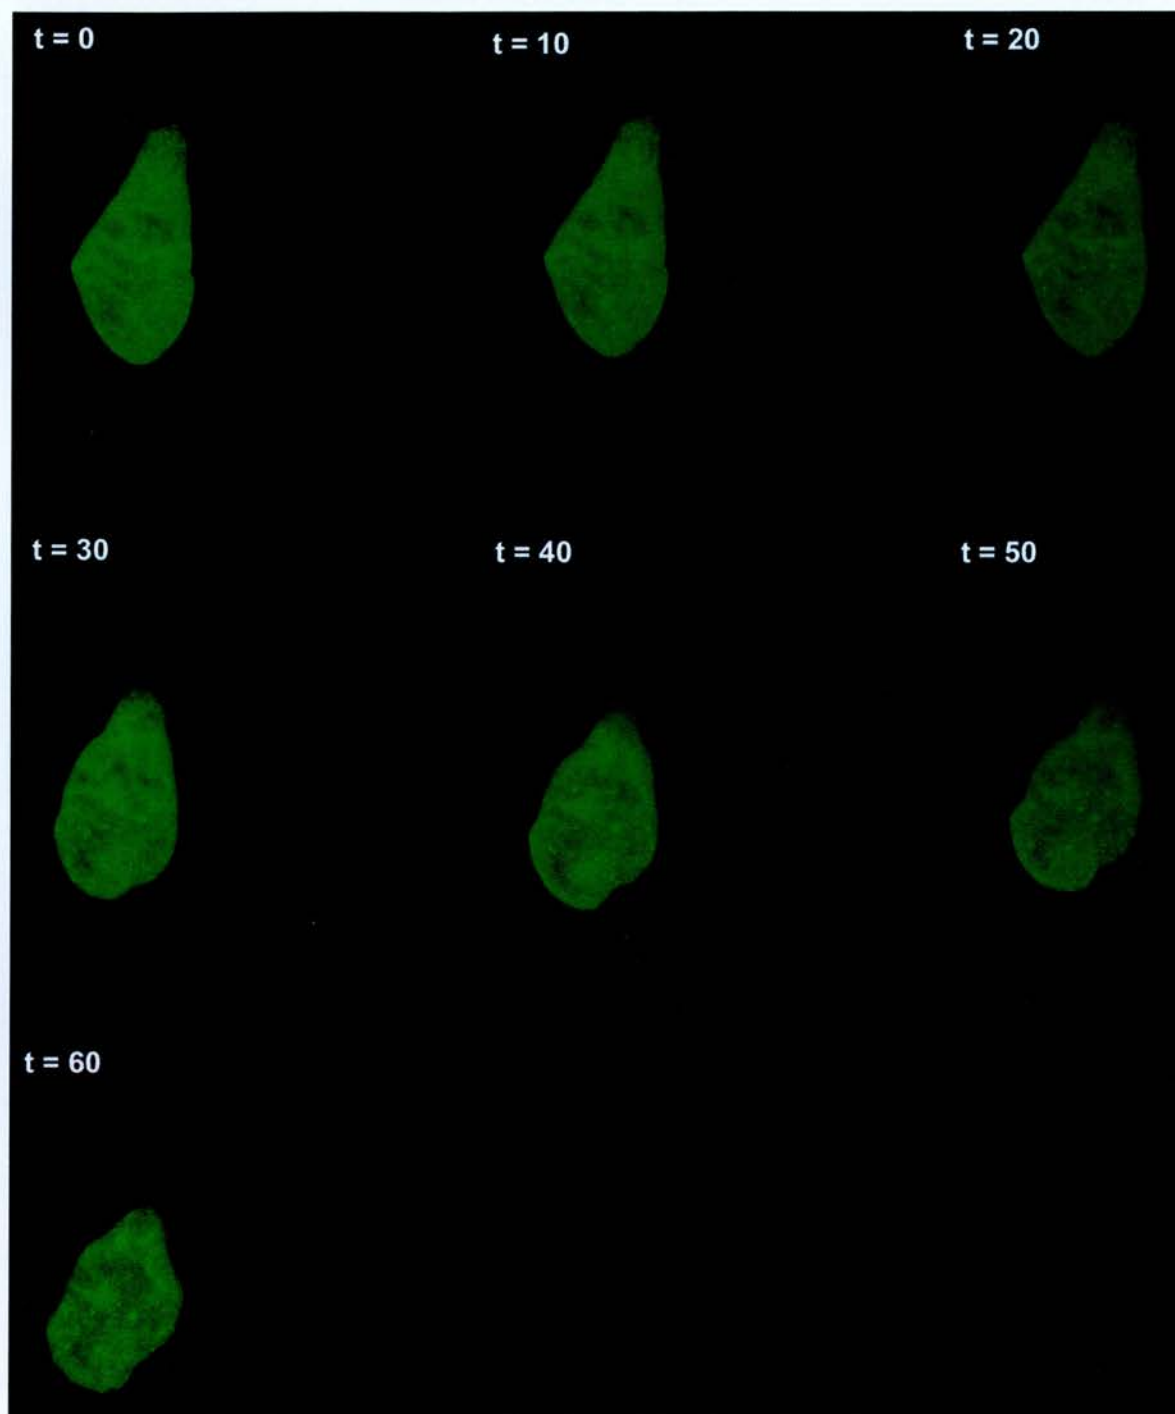 t = 0
t = 10
t = 20
t = 30
t = 40
t = 50
t = 60